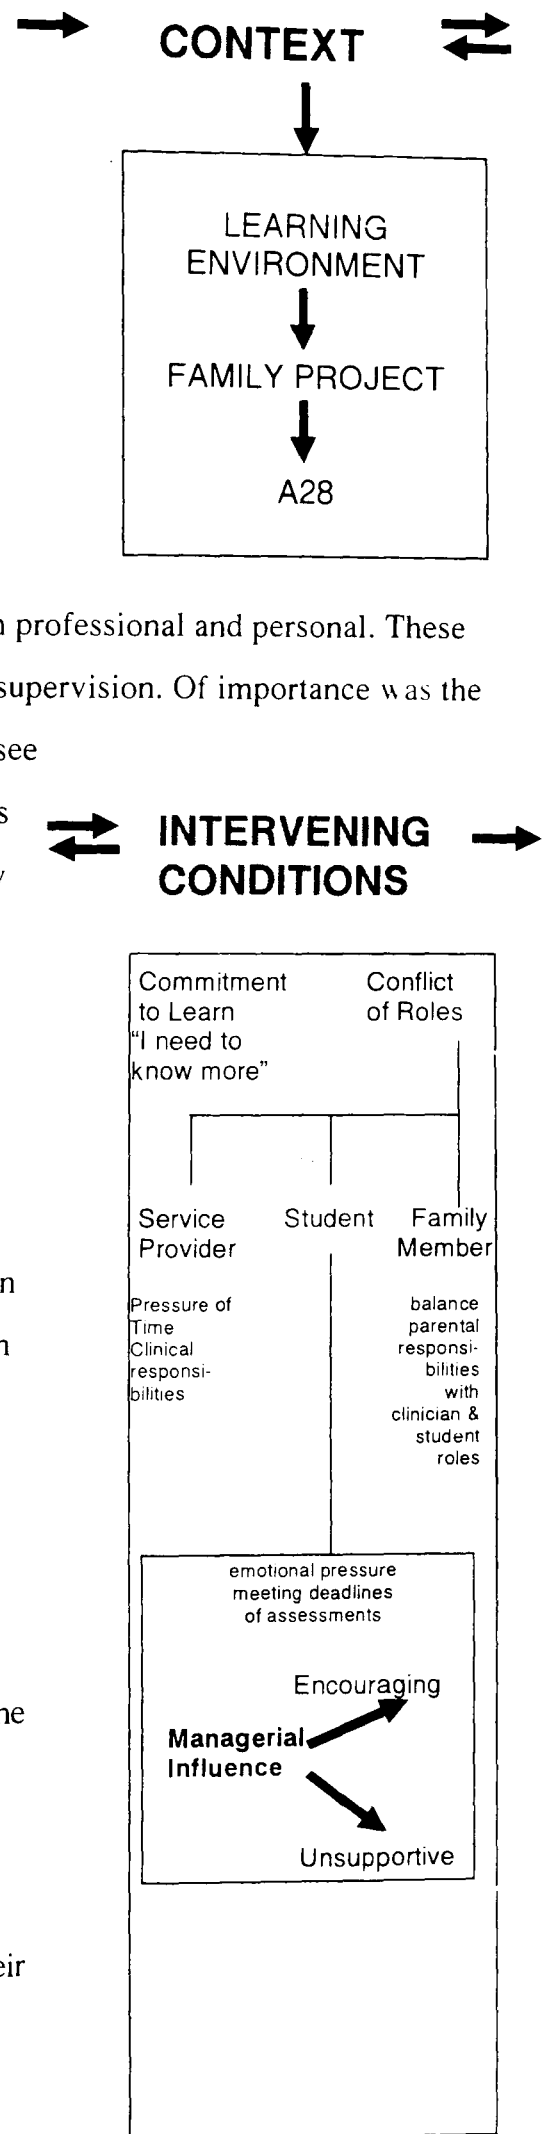 CONTEXT
LEARNING
ENVIRONMENT
FAMILY PROJECT
A28
professional and personal. These
supervision. Of importance was the
see
INTERVENING
CONDITIONS
Commitment
to Learn
“I need to
know more”
Conflict
of Roles
Service
Provider
Student
Family
Member
Pressure of
Time
Clinical
responsi-
bilities
balance
parental
responsi-
bilities
with
clinician &
student
roles
emotional pressure
meeting deadlines
of assessments
Encouraging
Managerial
Influence
Unsupportive